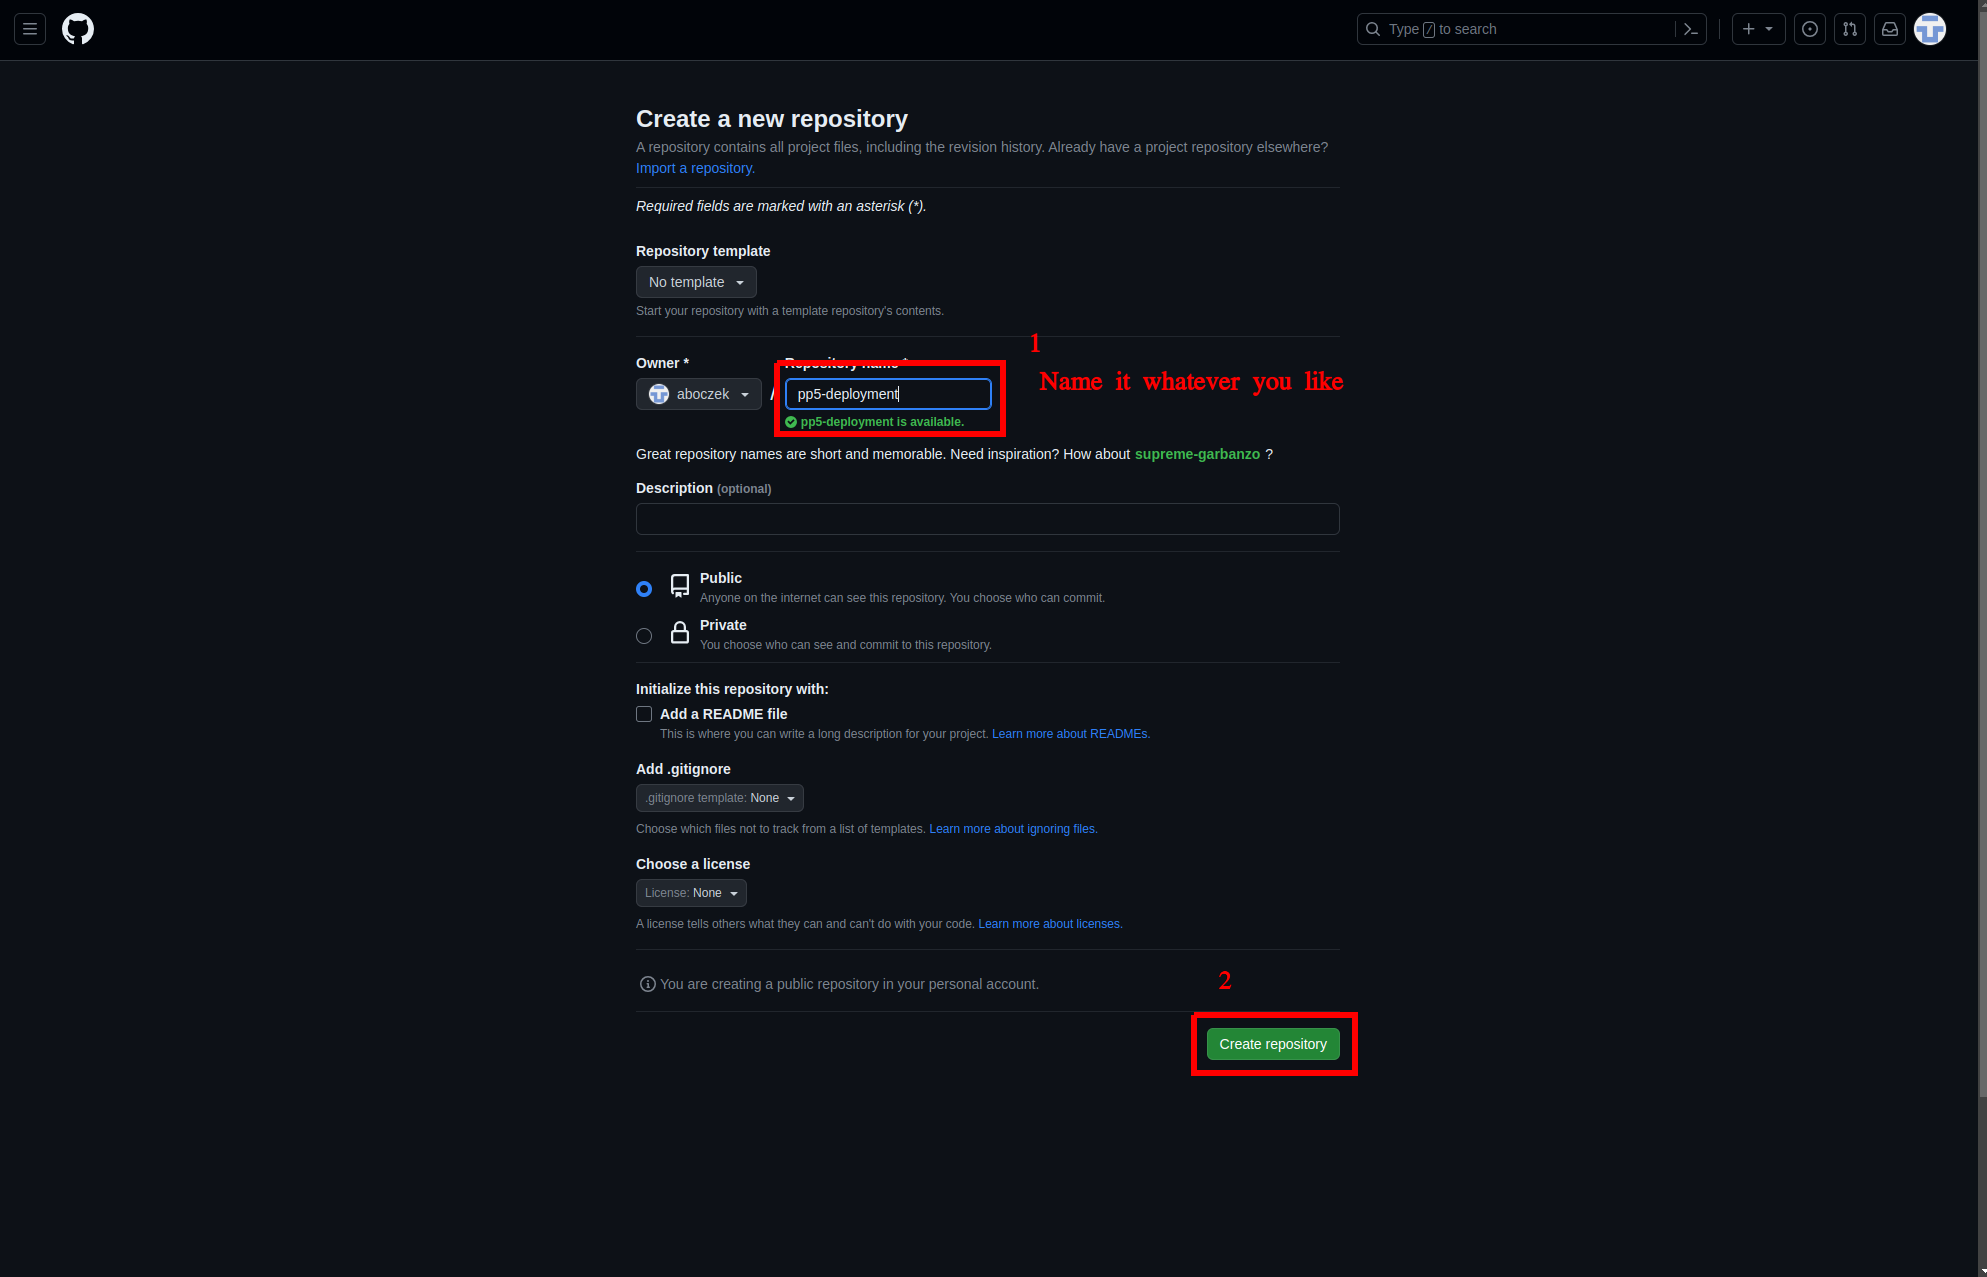 Type / to search
Create a new repository
A repository contains all project files, including the revision history. Already have a project repository elsewhere?
Import a repository.
Required fields are marked with an asterisk (*).
Repository template
No template
Start your repository with a template repository's contents.
1
Owner *
Repository name *
Name it whatever you like
aboczek
/
pp5-deployment
pp5-deployment is available.
Great repository names are short and memorable. Need inspiration? How about supreme-garbanzo ?
Description (optional)
Public
Anyone on the internet can see this repository. You choose who can commit.
Private
You choose who can see and commit to this repository.
Initialize this repository with:
Add a README file
This is where you can write a long description for your project. Learn more about READMEs.
Add .gitignore
.gitignore template: None
Choose which files not to track from a list of templates. Learn more about ignoring files.
Choose a license
License: None
A license tells others what they can and can't do with your code. Learn more about licenses.
2
You are creating a public repository in your personal account.
Create repository